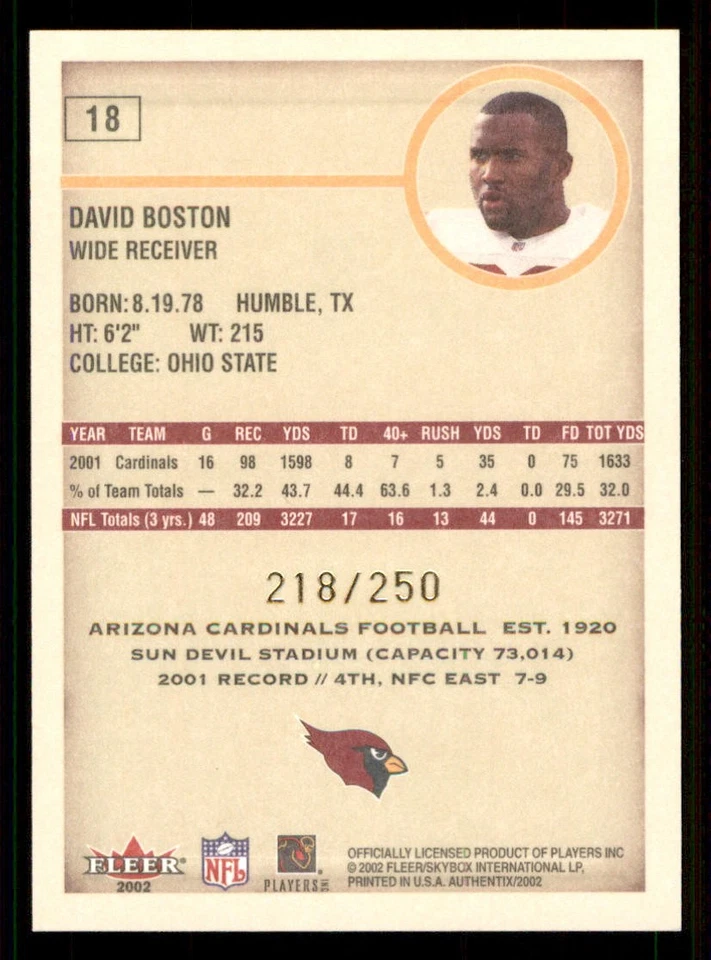 18
DAVID BOSTON
WIDE RECEIVER
BORN: 8.19.78 HUMBLE, TX
HT: 6'2" WT: 215
COLLEGE: OHIO STATE
YEAR TEAM G REC YDS TD 40+ RUSH YDS TD FD TOT YDS
2001 Cardinals 16 98 1598 8 7 5 35 0 75 1633
% of Team Totals — 32.2 43.7 44.4 63.6 1.3 2.4 0.0 29.5 32.0
NFL Totals (3 yrs.) 48 209 3227 17 16 13 44 0 145 3271
218/250
ARIZONA CARDINALS FOOTBALL EST. 1920
SUN DEVIL STADIUM (CAPACITY 73,014)
2001 RECORD // 4TH, NFC EAST 7-9
FLEER®
2002
NFL
PLAYERS INC
OFFICIALLY LICENSED PRODUCT OF PLAYERS INC
© 2002 FLEER/SKYBOX INTERNATIONAL LP,
PRINTED IN U.S.A. AUTHENTIX/2002